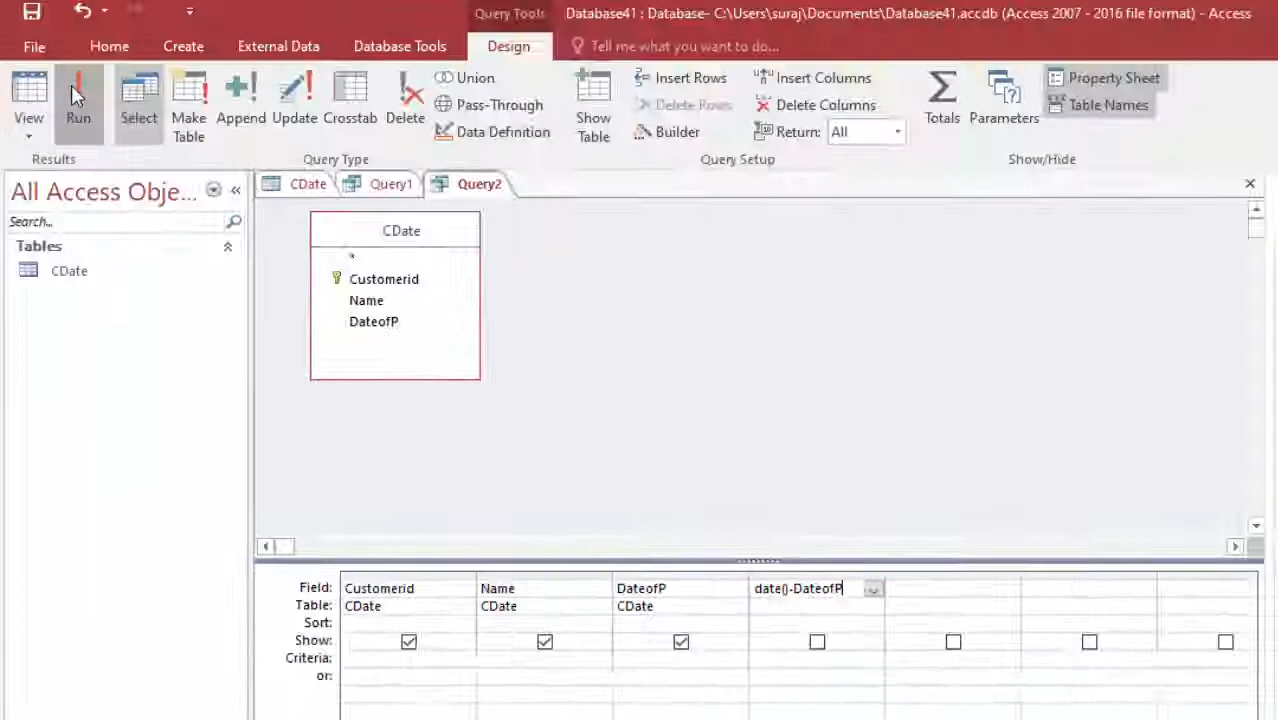 Query Tools
Database41 : Database- C:\Users\suraj\Documents\Database41.accdb (Access 2007 - 2016 file format) - Access
File Home Create External Data Database Tools Design Tell me what you want to do...
View
Run
Select
Make Table
Append
Update
Crosstab
Delete
Union
Pass-Through
Data Definition
Show Table
Insert Rows
Delete Rows
Builder
Insert Columns
Delete Columns
Return: All
Totals
Parameters
Property Sheet
Table Names
Results Query Type Query Setup Show/Hide
All Access Obje...
Search..
Tables
CDate
CDate Query1 Query2
CDate
*
Customerid
Name
DateofP
Field: Customerid Name DateofP date()-DateofP
Table: CDate CDate CDate
Sort:
Show:
Criteria:
or: